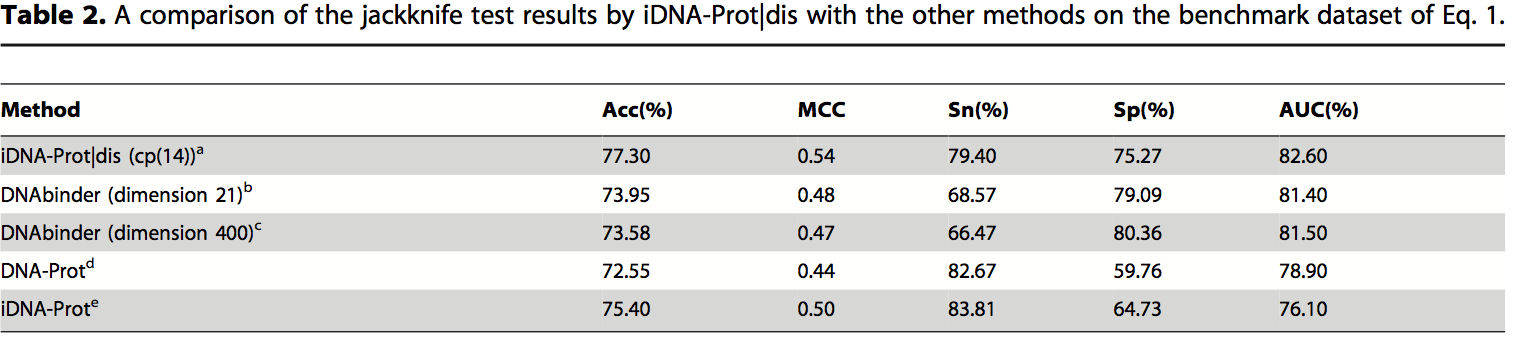 Table 2. A comparison of the jackknife test results by iDNA-Prot|dis with the other methods on the benchmark dataset of Eq. 1.
Method Acc(%) MCC Sn(%) Sp(%) AUC(%)
iDNA-Prot|dis (cp(14))a 77.30 0.54 79.40 75.27 82.60
DNAbinder (dimension 21)b 73.95 0.48 68.57 79.09 81.40
DNAbinder (dimension 400)c 73.58 0.47 66.47 80.36 81.50
DNA-Protd 72.55 0.44 82.67 59.76 78.90
iDNA-Prote 75.40 0.50 83.81 64.73 76.10